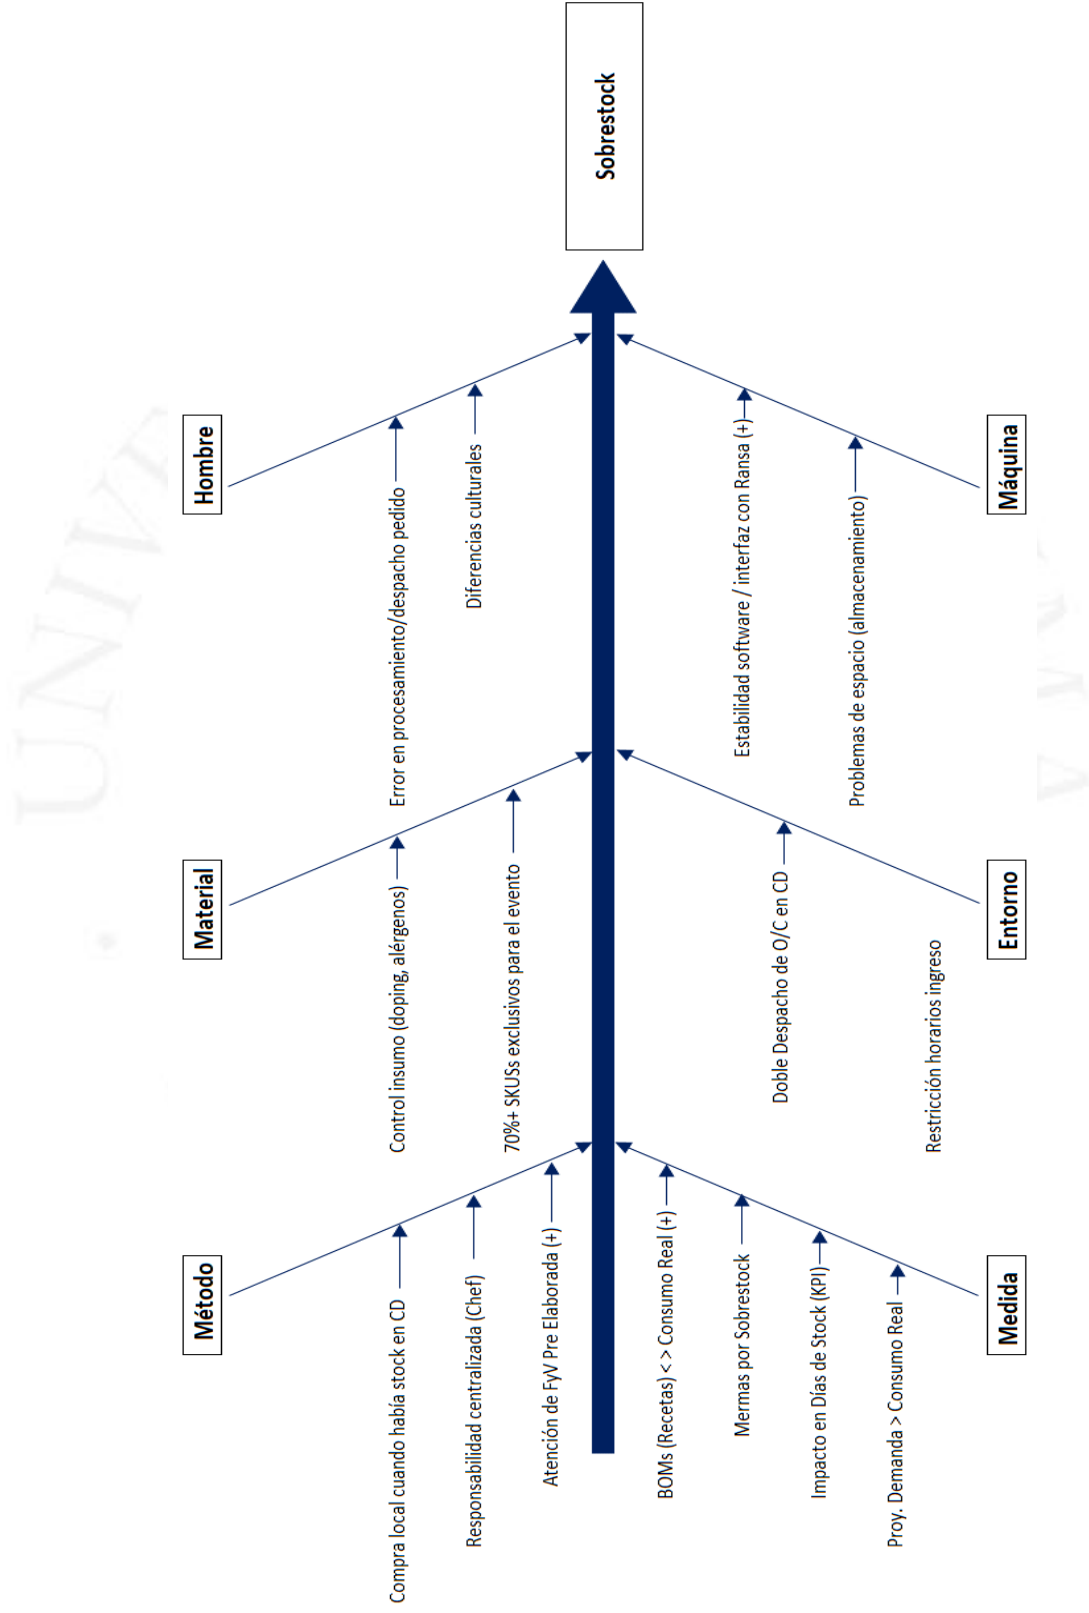 Método
Material
Hombre
Compra local cuando había stock en CD
Control insumo (doping, alérgenos)
Error en procesamiento/despacho pedido
Responsabilidad centralizada (Chef)
Diferencias culturales
70%+ SKUSs exclusivos para el evento
Atención de FyV Pre Elaborada (+)
Sobrestock
BOMs (Recetas) < > Consumo Real (+)
Mermas por Sobrestock
Estabilidad software / interfaz con Ransa (+)
Doble Despacho de O/C en CD
Impacto en Días de Stock (KPI)
Problemas de espacio (almacenamiento)
Proy. Demanda > Consumo Real
Restricción horarios ingreso
Medida
Entorno
Máquina